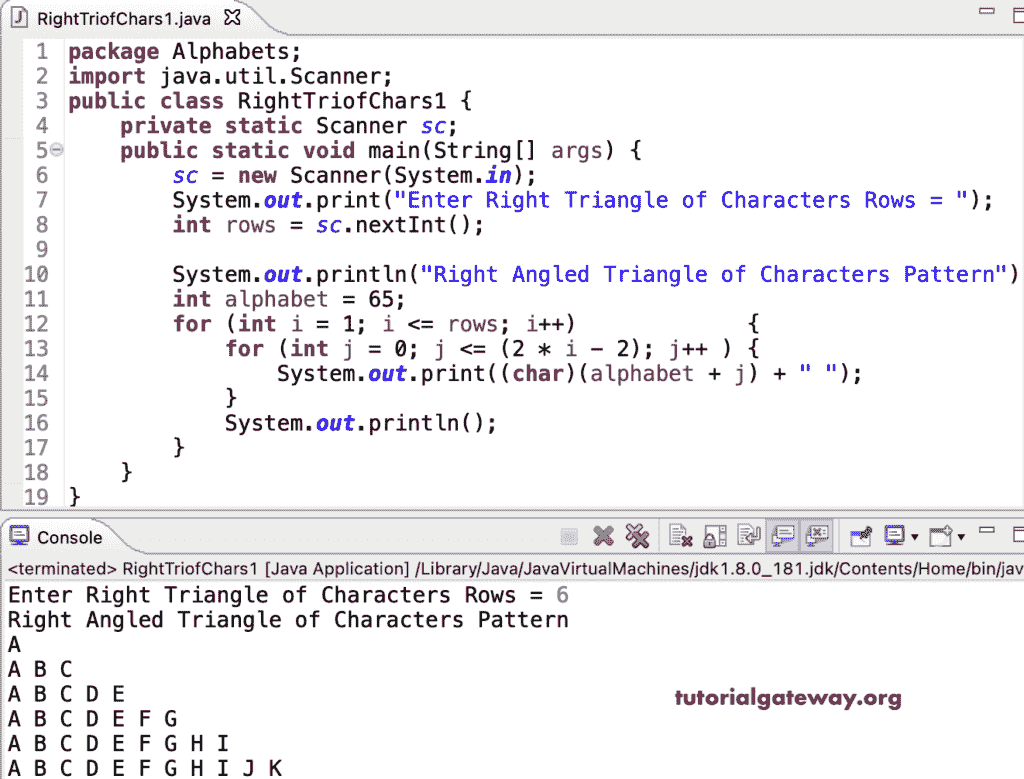 RightTriofChars1.java
1 package Alphabets;
2 import java.util.Scanner;
3 public class RightTriofChars1 {
4     private static Scanner sc;
5     public static void main(String[] args) {
6         sc = new Scanner(System.in);
7         System.out.print("Enter Right Triangle of Characters Rows = ");
8         int rows = sc.nextInt();
9
10         System.out.println("Right Angled Triangle of Characters Pattern")
11         int alphabet = 65;
12         for (int i = 1; i <= rows; i++)             {
13             for (int j = 0; j <= (2 * i - 2); j++ ) {
14                 System.out.print((char)(alphabet + j) + " ");
15             }
16             System.out.println();
17         }
18     }
19 }
Console
<terminated> RightTriofChars1 [Java Application] /Library/Java/JavaVirtualMachines/jdk1.8.0_181.jdk/Contents/Home/bin/jav
Enter Right Triangle of Characters Rows = 6
Right Angled Triangle of Characters Pattern
A
A B C
A B C D E
A B C D E F G
A B C D E F G H I
A B C D E F G H I J K
tutorialgateway.org